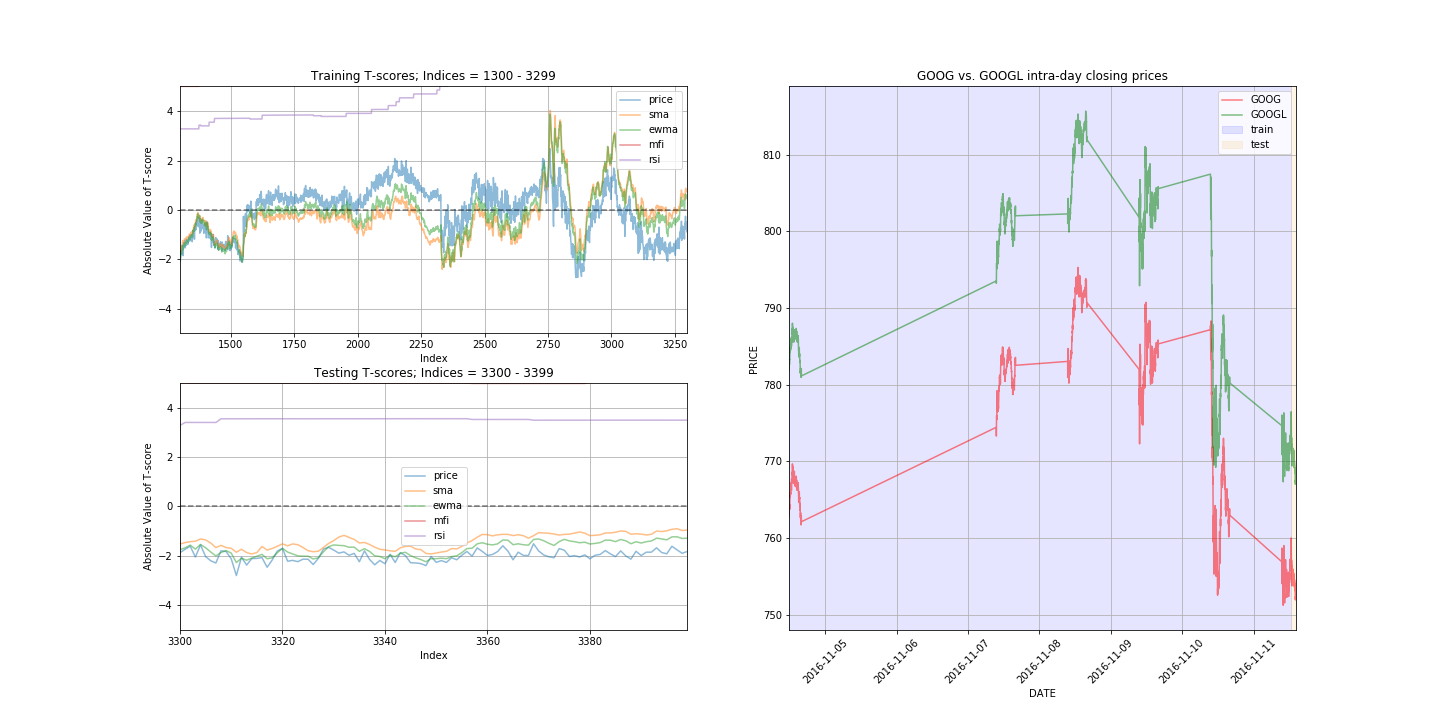 Training T-scores; Indices = 1300 - 3299
Absolute Value of T-score
4
2
0
−2
−4
price
sma
ewma
mfi
rsi
1500 1750 2000 2250 2500 2750 3000 3250
Index
Testing T-scores; Indices = 3300 - 3399
Absolute Value of T-score
4
2
0
−2
−4
price
sma
ewma
mfi
rsi
3300 3320 3340 3360 3380
Index
GOOG vs. GOOGL intra-day closing prices
PRICE
810
800
790
780
770
760
750
GOOG
GOOGL
train
test
2016-11-05 2016-11-06 2016-11-07 2016-11-08 2016-11-09 2016-11-10 2016-11-11
DATE